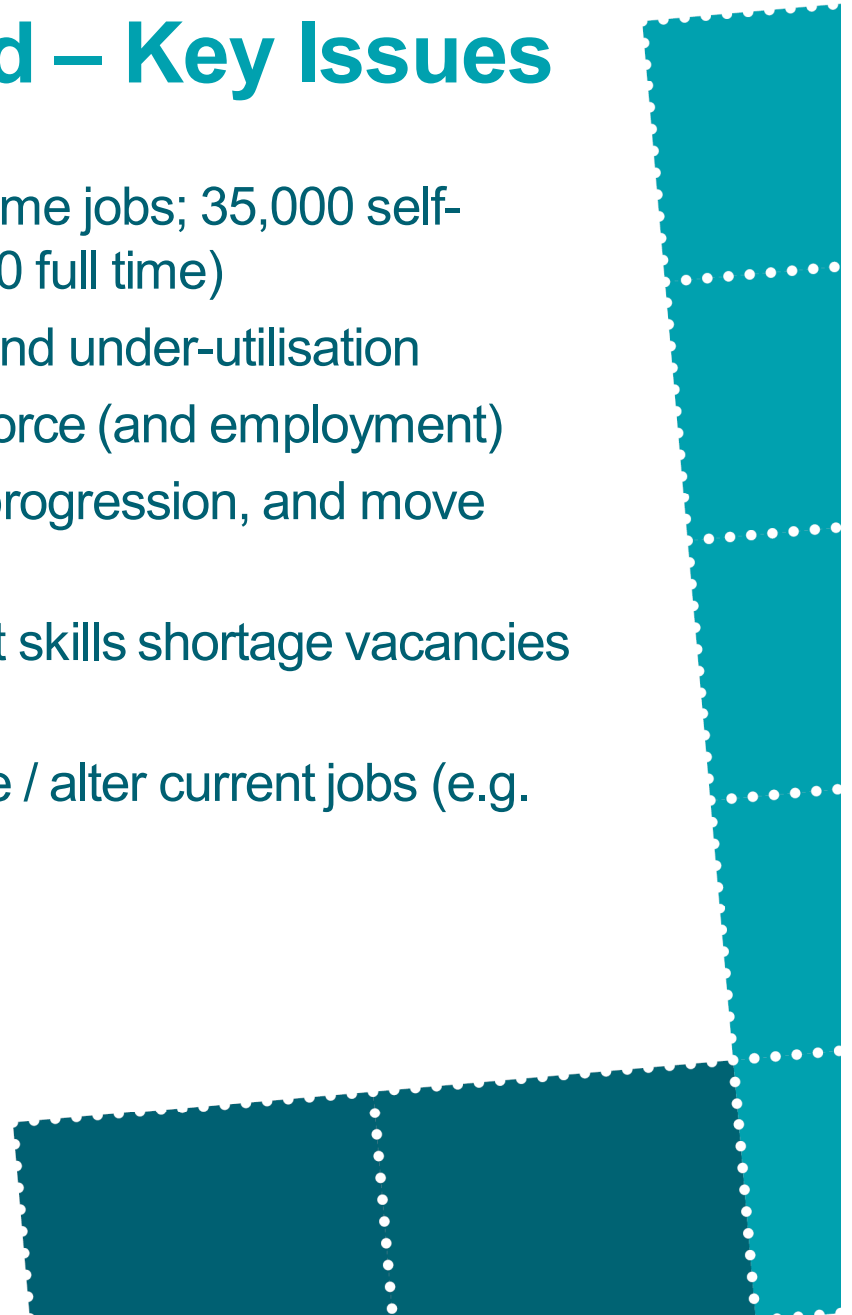 d – Key Issues
me jobs; 35,000 self-
0 full time)
nd under-utilisation
orce (and employment)
rogression, and move
t skills shortage vacancies
e / alter current jobs (e.g.